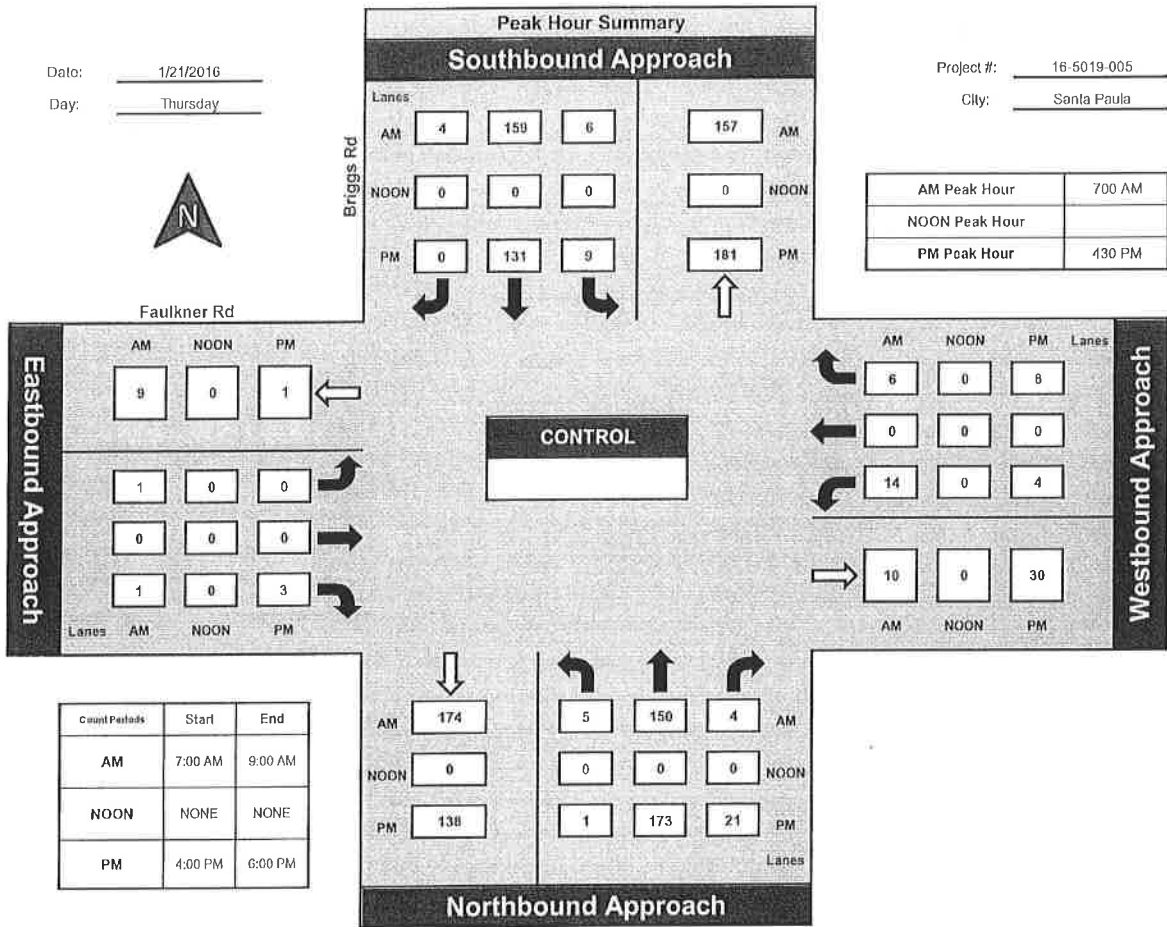 Peak Hour Summary
Southbound Approach
Date: 1/21/2016
Day: Thursday
Project #: 16-5019-005
City: Santa Paula
N
Briggs Rd
Lanes
AM 4 159 6 157 AM
NOON 0 0 0 0 NOON
PM 0 131 9 181 PM
AM Peak Hour 700 AM
NOON Peak Hour
PM Peak Hour 430 PM
Faulkner Rd
Eastbound Approach
AM NOON PM
9 0 1
1 0 0
0 0 0
1 0 3
Lanes AM NOON PM
CONTROL
AM NOON PM Lanes
6 0 8
0 0 0
14 0 4
10 0 30
AM NOON PM
Westbound Approach
Count Periods Start End
AM 7:00 AM 9:00 AM
NOON NONE NONE
PM 4:00 PM 6:00 PM
AM 174 5 150 4 AM
NOON 0 0 0 0 NOON
PM 138 1 173 21 PM
Lanes
Northbound Approach